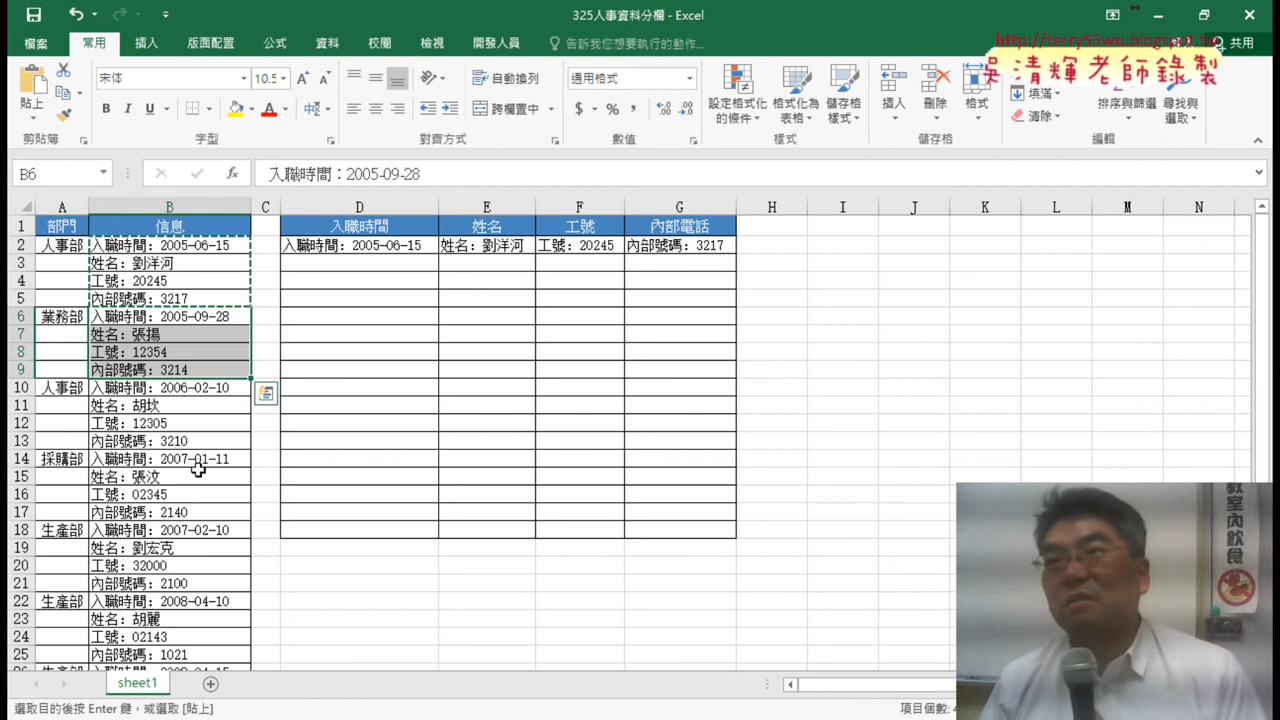 325人事資料分欄 - Excel
檔案 常用 插入 版面配置 公式 資料 校閱 檢視 開發人員 告訴我您想要執行的動作... 共用
http://terry55wu.blogspot.tw
吳清輝老師錄製
宋体 10.5 自動換列 通用格式
貼上 B I U 中 跨欄置中 $ % , 設定格式化的條件 格式化為表格 儲存格樣式 插入 刪除 格式 填滿 清除 排序與篩選 尋找與選取
剪貼簿 字型 對齊方式 數值 樣式 儲存格 編輯
B6 fx 入職時間：2005-09-28
A B C D E F G H I J K L M N
1 部門 信息 入職時間 姓名 工號 內部電話
2 人事部 入職時間：2005-06-15 入職時間：2005-06-15 姓名：劉洋河 工號：20245 內部號碼：3217
3 姓名：劉洋河
4 工號：20245
5 內部號碼：3217
6 業務部 入職時間：2005-09-28
7 姓名：張揚
8 工號：12354
9 內部號碼：3214
10 人事部 入職時間：2006-02-10
11 姓名：胡坎
12 工號：12305
13 內部號碼：3210
14 採購部 入職時間：2007-01-11
15 姓名：張汶
16 工號：02345
17 內部號碼：2140
18 生產部 入職時間：2007-02-10
19 姓名：劉宏克
20 工號：32000
21 內部號碼：2100
22 生產部 入職時間：2008-04-10
23 姓名：胡麗
24 工號：02143
25 內部號碼：1021
sheet1
選取目的後按 Enter 鍵，或選取 [貼上] 項目個數:
教室內飲食